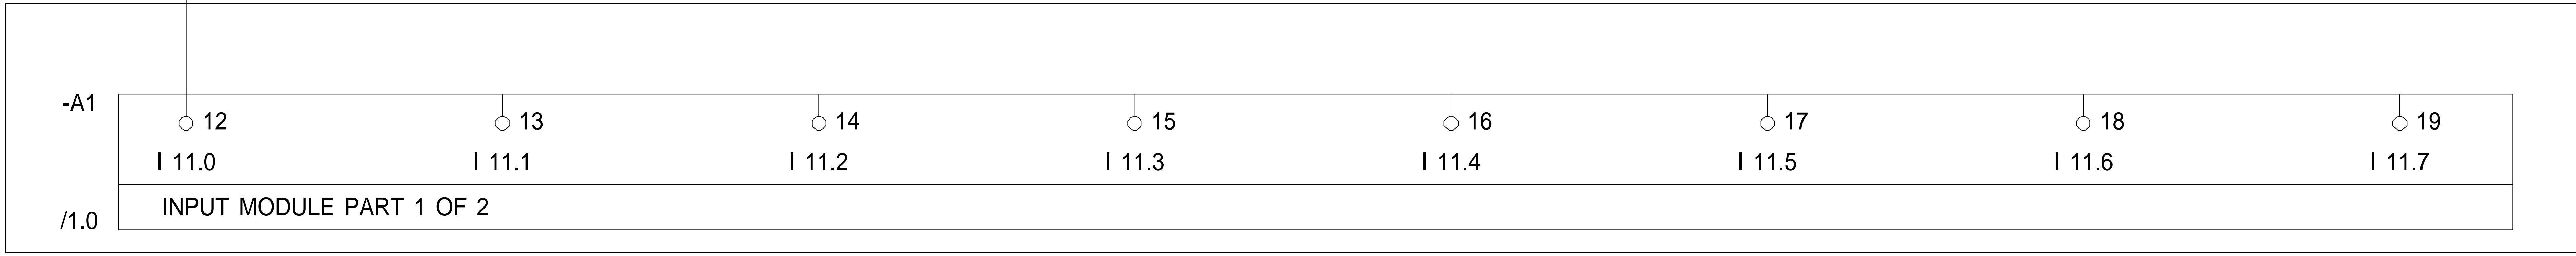 -A1
12 13 14 15 16 17 18 19
I 11.0 I 11.1 I 11.2 I 11.3 I 11.4 I 11.5 I 11.6 I 11.7
INPUT MODULE PART 1 OF 2
/1.0